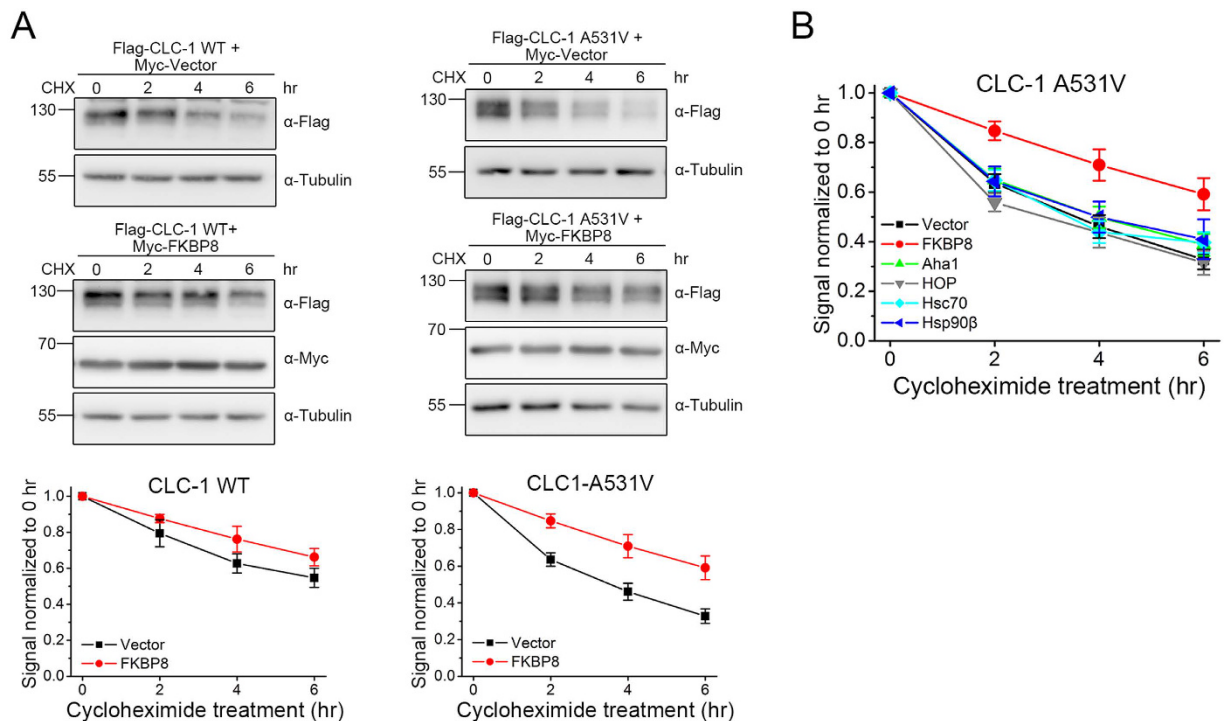 A
Flag-CLC-1 WT +
Myc-Vector
CHX 0 2 4 6 hr
130
α-Flag
55
α-Tubulin
Flag-CLC-1 WT+
Myc-FKBP8
CHX 0 2 4 6 hr
130
α-Flag
70
α-Myc
55
α-Tubulin
Flag-CLC-1 A531V +
Myc-Vector
CHX 0 2 4 6 hr
130
α-Flag
55
α-Tubulin
Flag-CLC-1 A531V +
Myc-FKBP8
CHX 0 2 4 6 hr
130
α-Flag
70
α-Myc
55
α-Tubulin
CLC-1 WT
Signal normalized to 0 hr
1.0
0.8
0.6
0.4
0.2
0.0
Vector
FKBP8
0 2 4 6
Cycloheximide treatment (hr)
CLC1-A531V
Signal normalized to 0 hr
1.0
0.8
0.6
0.4
0.2
0.0
Vector
FKBP8
0 2 4 6
Cycloheximide treatment (hr)
B
CLC-1 A531V
Signal normalized to 0 hr
1.0
0.8
0.6
0.4
0.2
0.0
Vector
FKBP8
Aha1
HOP
Hsc70
Hsp90β
0 2 4 6
Cycloheximide treatment (hr)